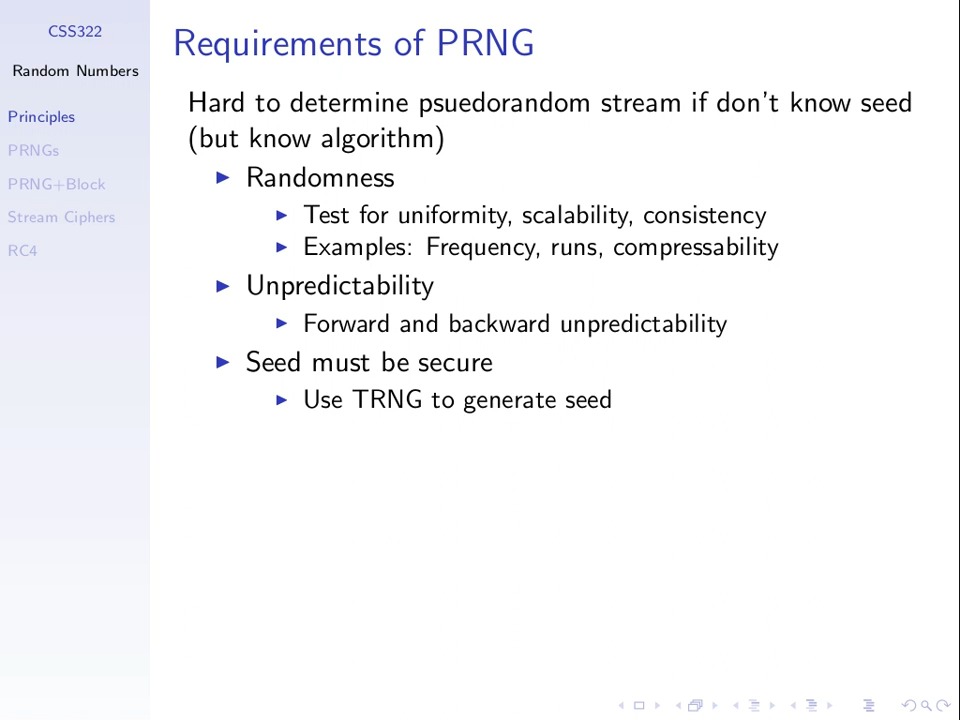 CSS322
Random Numbers
Principles
PRNGs
PRNG+Block
Stream Ciphers
RC4
Requirements of PRNG
Hard to determine psuedorandom stream if don't know seed
(but know algorithm)
Randomness
Test for uniformity, scalability, consistency
Examples: Frequency, runs, compressability
Unpredictability
Forward and backward unpredictability
Seed must be secure
Use TRNG to generate seed